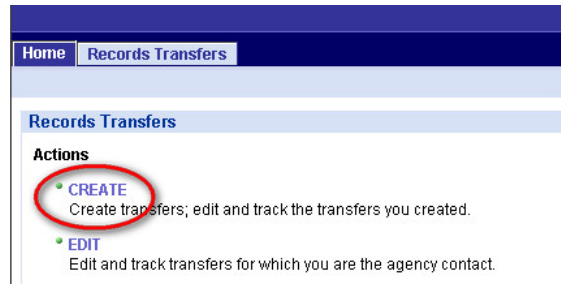 Home Records Transfers
Records Transfers
Actions
CREATE
Create transfers; edit and track the transfers you created.
EDIT
Edit and track transfers for which you are the agency contact.